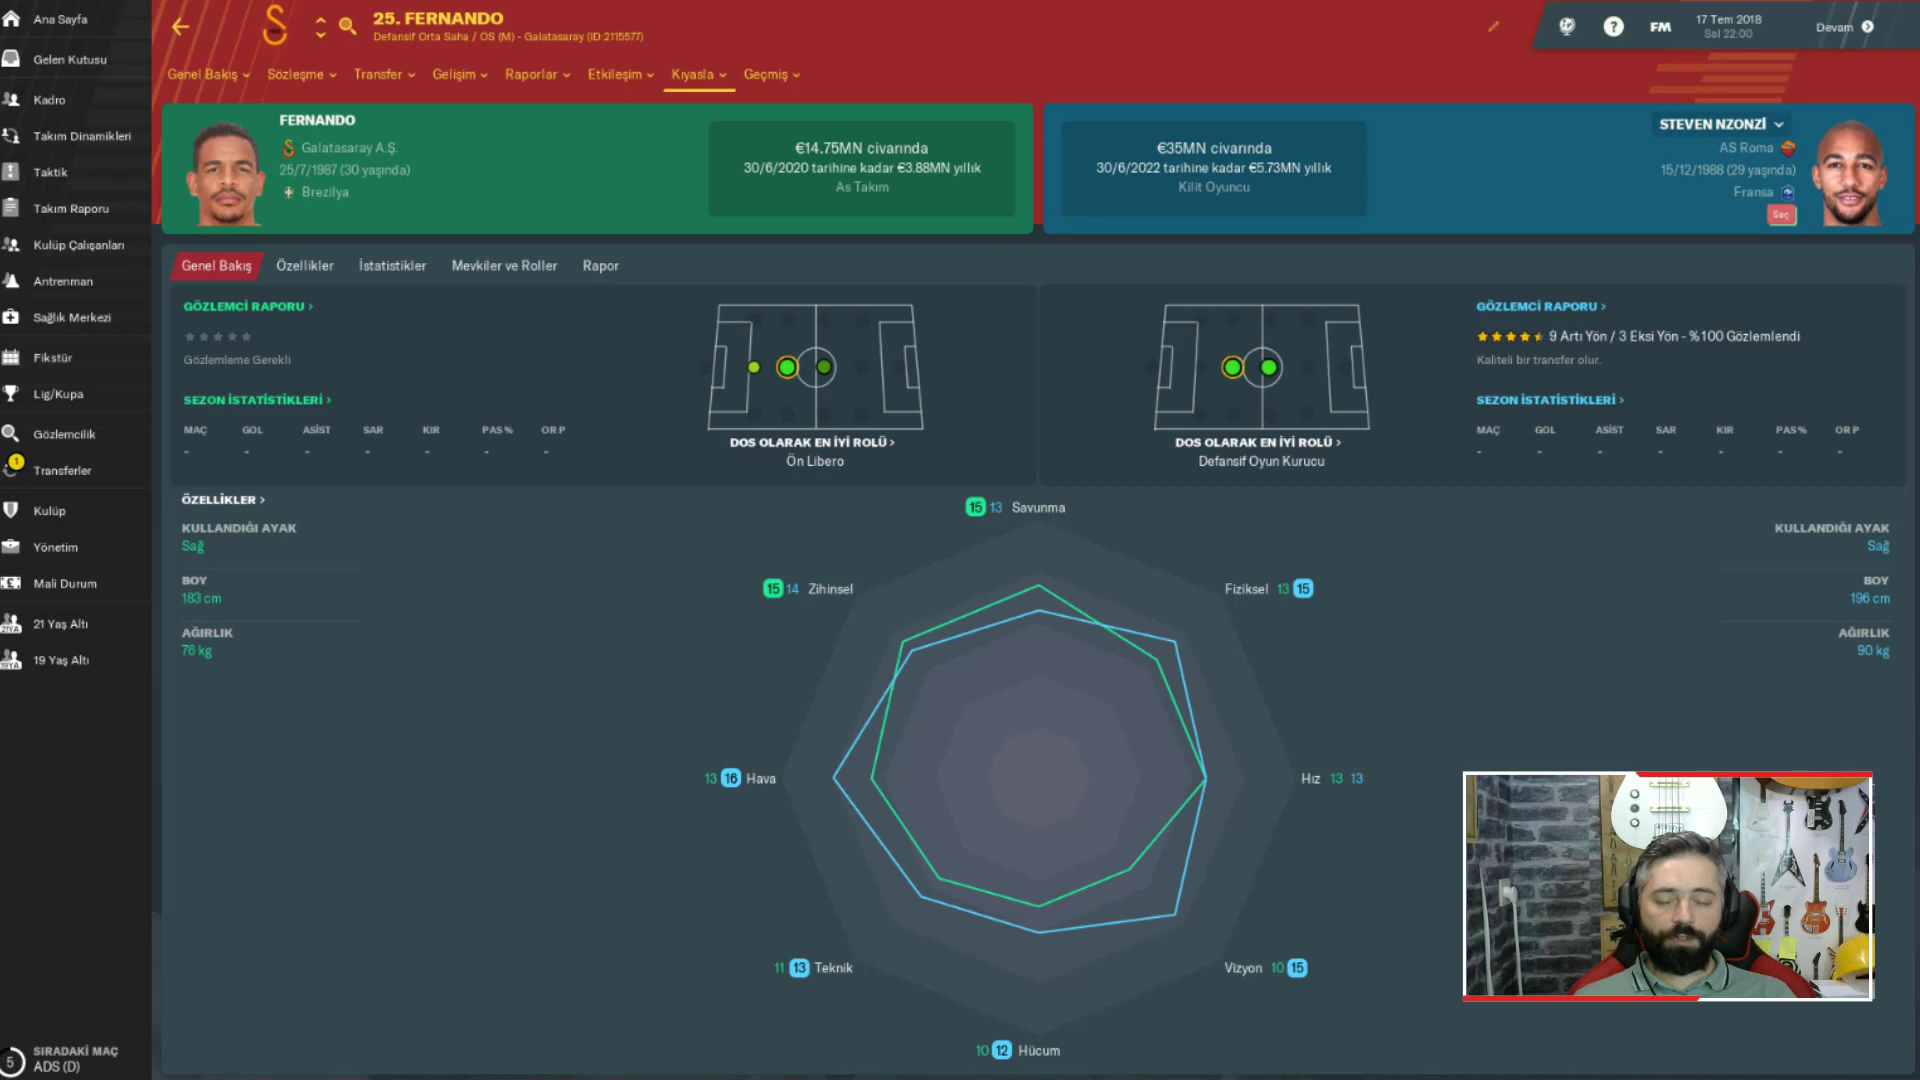 Ana Sayfa
Gelen Kutusu
Kadro
Takım Dinamikleri
Taktik
Takım Raporu
Kulüp Çalışanları
Antrenman
Sağlık Merkezi
Fikstür
Lig/Kupa
Gözlemcilik
1
Transferler
Kulüp
Yönetim
Mali Durum
21YA
21 Yaş Altı
19YA
19 Yaş Altı
5
SIRADAKİ MAÇ
ADS (D)
25. FERNANDO
Defansif Orta Saha / OS (M) - Galatasaray (ID:2115577)
FM
17 Tem 2018
Sal 22:00
Devam
Genel Bakış
Sözleşme
Transfer
Gelişim
Raporlar
Etkileşim
Kıyasla
Geçmiş
FERNANDO
Galatasaray A.Ş.
25/7/1987 (30 yaşında)
Brezilya
€14.75MN civarında
30/6/2020 tarihine kadar €3.88MN yıllık
As Takım
€35MN civarında
30/6/2022 tarihine kadar €5.73MN yıllık
Kilit Oyuncu
STEVEN NZONZİ
AS Roma
15/12/1988 (29 yaşında)
Fransa
Seç
Genel Bakış
Özellikler
İstatistikler
Mevkiler ve Roller
Rapor
GÖZLEMCİ RAPORU >
Gözlemleme Gerekli
SEZON İSTATİSTİKLERİ >
MAÇ GOL ASİST SAR KIR PAS % OR P
- - - - - - -
DOS OLARAK EN İYİ ROLÜ >
Ön Libero
DOS OLARAK EN İYİ ROLÜ >
Defansif Oyun Kurucu
GÖZLEMCİ RAPORU >
9 Artı Yön / 3 Eksi Yön - %100 Gözlemlendi
Kaliteli bir transfer olur.
SEZON İSTATİSTİKLERİ >
MAÇ GOL ASİST SAR KIR PAS % OR P
- - - - - - -
ÖZELLİKLER >
KULLANDIĞI AYAK
Sağ
BOY
183 cm
AĞIRLIK
76 kg
15 13 Savunma
15 14 Zihinsel
Fiziksel 13 15
13 16 Hava
Hız 13 13
11 13 Teknik
Vizyon 10 15
10 12 Hücum
KULLANDIĞI AYAK
Sağ
BOY
196 cm
AĞIRLIK
90 kg